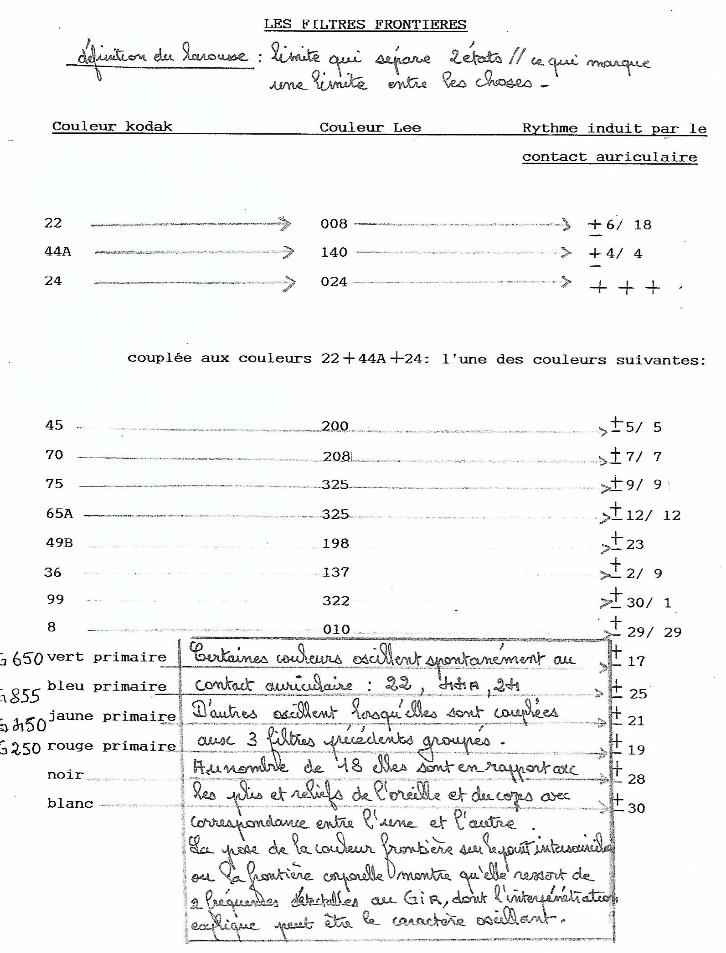 LES FILTRES FRONTIERES
définition du larousse : limite qui sépare 2 états // ce qui marque
une limite entre les choses -
Couleur kodak Couleur Lee Rythme induit par le
contact auriculaire
22 008 ± 6/ 18
44A 140 ± 4/ 4
24 024 + + +
couplée aux couleurs 22+44A+24: l'une des couleurs suivantes:
45 200 ± 5/ 5
70 208 ± 7/ 7
75 325 ± 9/ 9
65A 325 ± 12/ 12
49B 198 ± 23
36 137 ± 2/ 9
99 322 ± 30/ 1
8 010 ± 29/ 29
G 650 vert primaire ± 17
G 855 bleu primaire ± 25
G 450 jaune primaire ± 21
G 250 rouge primaire ± 19
noir ± 28
blanc ± 30
Certaines couleurs oscillent spontanément au
contact auriculaire : 22, 44A, 24
D'autres oscillent lorsqu'elles sont couplées
aux 3 filtres précédents groupés.
Au nombre de 18 elles sont en rapport avec
les plis et reliefs de l'oreille et du corps avec
correspondance entre l'une et l'autre.
La pose de la couleur frontière sur le point
ou la frontière corporelle montre qu'elle ressort de
2 fréquences détectables au GiR, dont l'interpénétration
explique peut être le caractère oscillant.